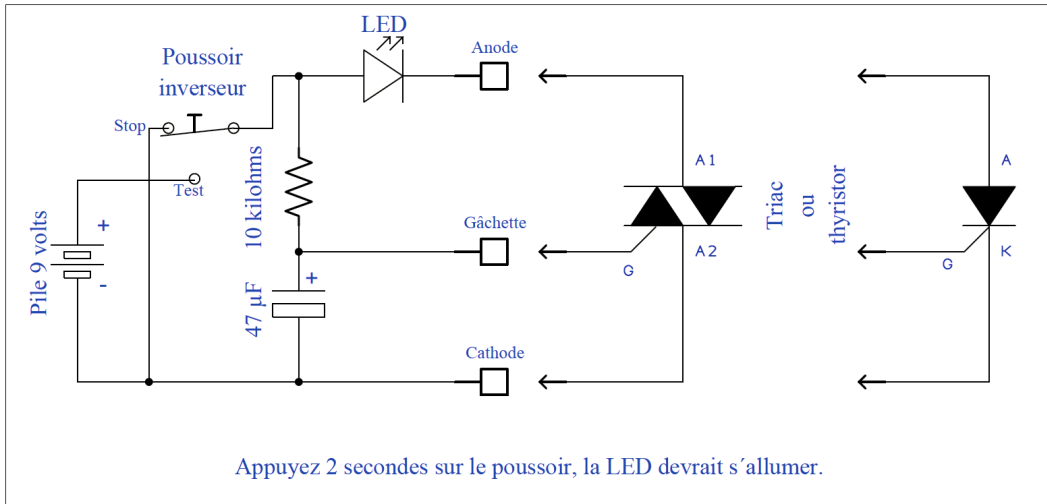 LED
Anode
Poussoir
inverseur
Stop
Test
10 kilohms
Pile 9 volts
+
-
Gâchette
+
47 µF
Cathode
A1
A2
G
Triac
ou
thyristor
A
G
K
Appuyez 2 secondes sur le poussoir, la LED devrait s´allumer.